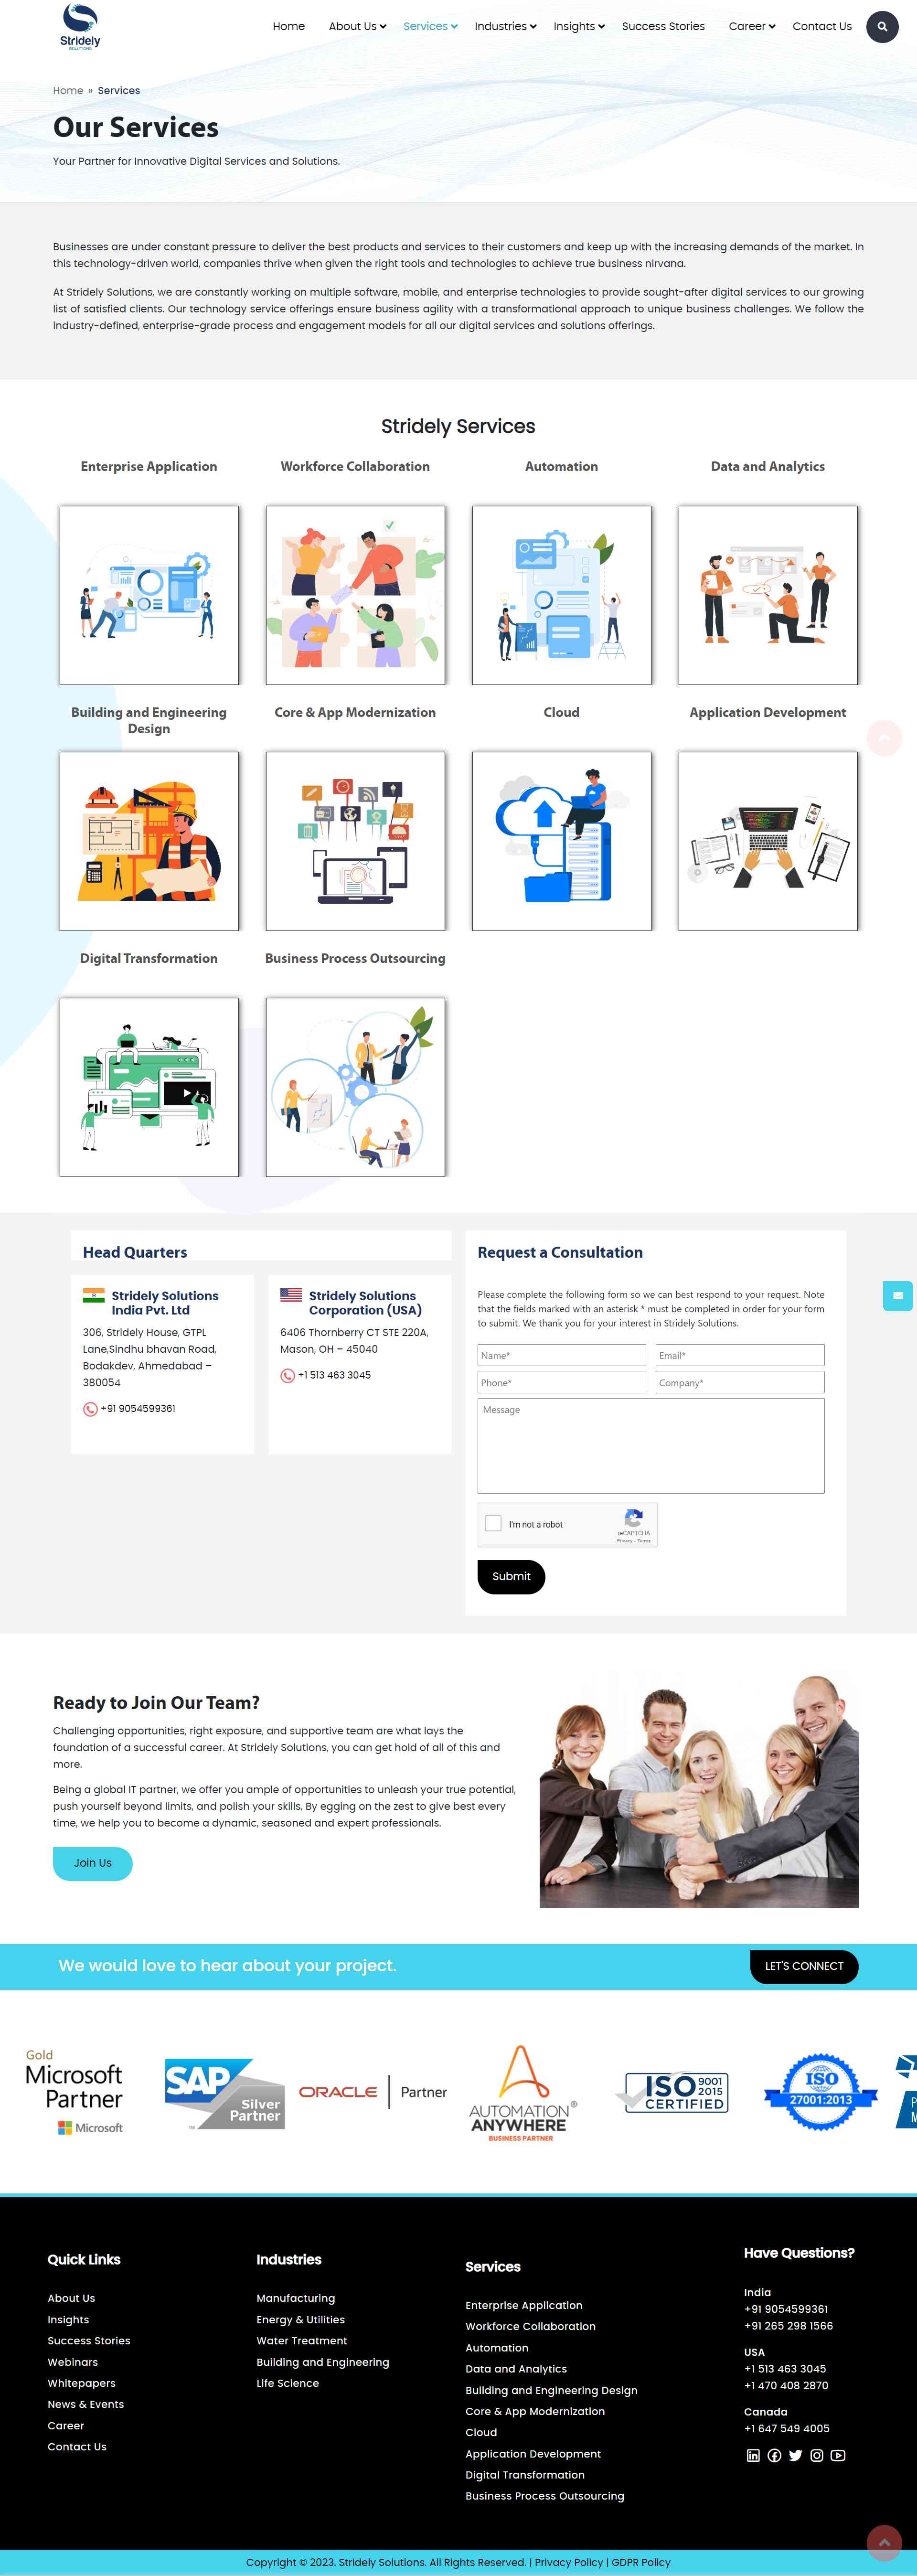 Stridely
SOLUTIONS
Home About Us Services Industries Insights Success Stories Career Contact Us
Home » Services
Our Services
Your Partner for Innovative Digital Services and Solutions.
Businesses are under constant pressure to deliver the best products and services to their customers and keep up with the increasing demands of the market. In
this technology-driven world, companies thrive when given the right tools and technologies to achieve true business nirvana.
At Stridely Solutions, we are constantly working on multiple software, mobile, and enterprise technologies to provide sought-after digital services to our growing
list of satisfied clients. Our technology service offerings ensure business agility with a transformational approach to unique business challenges. We follow the
industry-defined, enterprise-grade process and engagement models for all our digital services and solutions offerings.
Stridely Services
Enterprise Application
Workforce Collaboration
Automation
Data and Analytics
Building and Engineering
Design
Core & App Modernization
Cloud
Application Development
Digital Transformation
Business Process Outsourcing
Head Quarters
Stridely Solutions
India Pvt. Ltd
306, Stridely House, GTPL
Lane,Sindhu bhavan Road,
Bodakdev, Ahmedabad –
380054
+91 9054599361
Stridely Solutions
Corporation (USA)
6406 Thornberry CT STE 220A,
Mason, OH – 45040
+1 513 463 3045
Request a Consultation
Please complete the following form so we can best respond to your request. Note
that the fields marked with an asterisk * must be completed in order for your form
to submit. We thank you for your interest in Stridely Solutions.
Name*
Email*
Phone*
Company*
Message
I'm not a robot
reCAPTCHA
Privacy - Terms
Submit
Ready to Join Our Team?
Challenging opportunities, right exposure, and supportive team are what lays the
foundation of a successful career. At Stridely Solutions, you can get hold of all of this and
more.
Being a global IT partner, we offer you ample of opportunities to unleash your true potential,
push yourself beyond limits, and polish your skills, By egging on the zest to give best every
time, we help you to become a dynamic, seasoned and expert professionals.
Join Us
We would love to hear about your project.
LET'S CONNECT
Gold
Microsoft
Partner
Microsoft
SAP
Silver
Partner
TM
ORACLE | Partner
AUTOMATION
ANYWHERE
BUSINESS PARTNER
ISO 9001
2015
CERTIFIED
ISO
27001:2013
Quick Links
About Us
Insights
Success Stories
Webinars
Whitepapers
News & Events
Career
Contact Us
Industries
Manufacturing
Energy & Utilities
Water Treatment
Building and Engineering
Life Science
Services
Enterprise Application
Workforce Collaboration
Automation
Data and Analytics
Building and Engineering Design
Core & App Modernization
Cloud
Application Development
Digital Transformation
Business Process Outsourcing
Have Questions?
India
+91 9054599361
+91 265 298 1566
USA
+1 513 463 3045
+1 470 408 2870
Canada
+1 647 549 4005
Copyright © 2023. Stridely Solutions. All Rights Reserved. | Privacy Policy | GDPR Policy